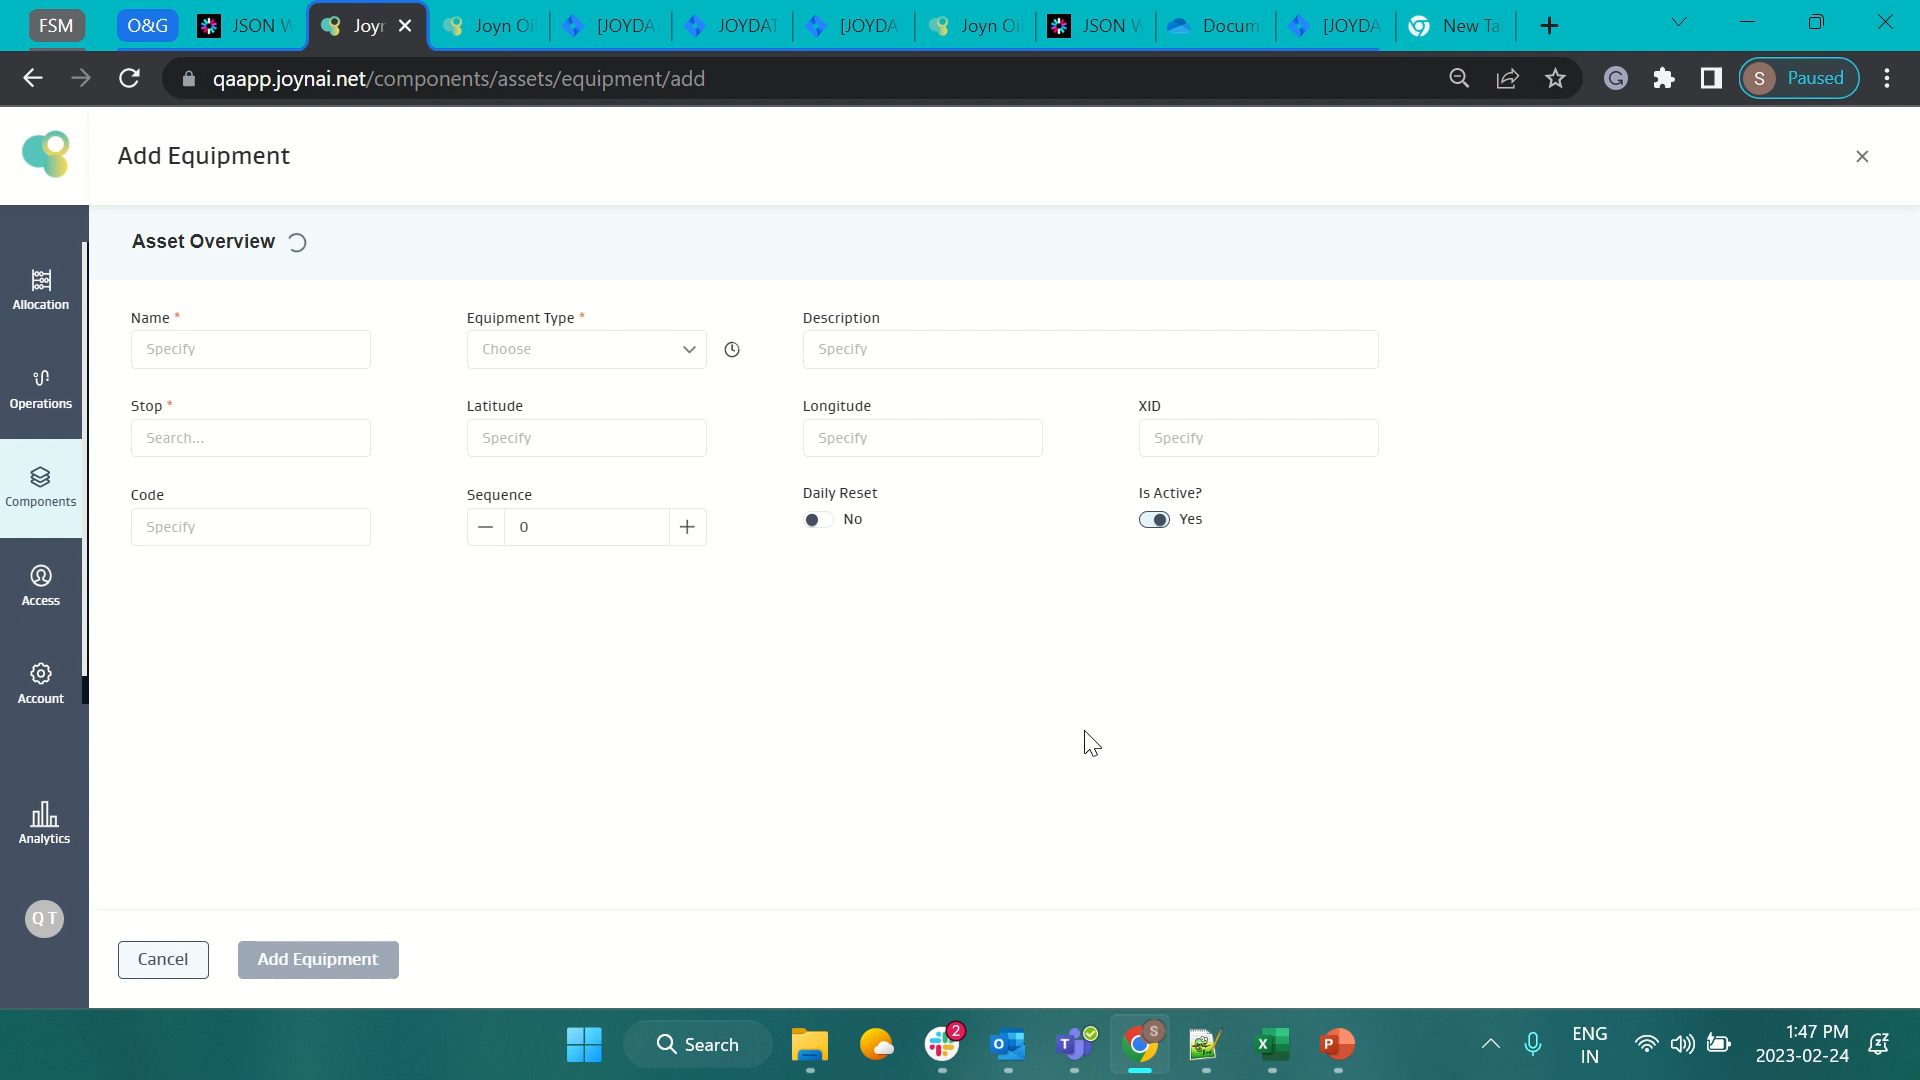 FSM
O&G
JSON W
Joyn
Joyn Oil
[JOYDA
JOYDAT
[JOYDA
Joyn Oi
JSON W
Docum
[JOYDA
New Ta
qaapp.joynai.net/components/assets/equipment/add
S Paused
Add Equipment
Asset Overview
Allocation
Operations
Components
Access
Account
Analytics
Q T
Name *
Specify
Equipment Type *
Choose
Description
Specify
Stop *
Search...
Latitude
Specify
Longitude
Specify
XID
Specify
Code
Specify
Sequence
0
Daily Reset
No
Is Active?
Yes
Cancel
Add Equipment
Search
2
S
ENG
IN
1:47 PM
2023-02-24